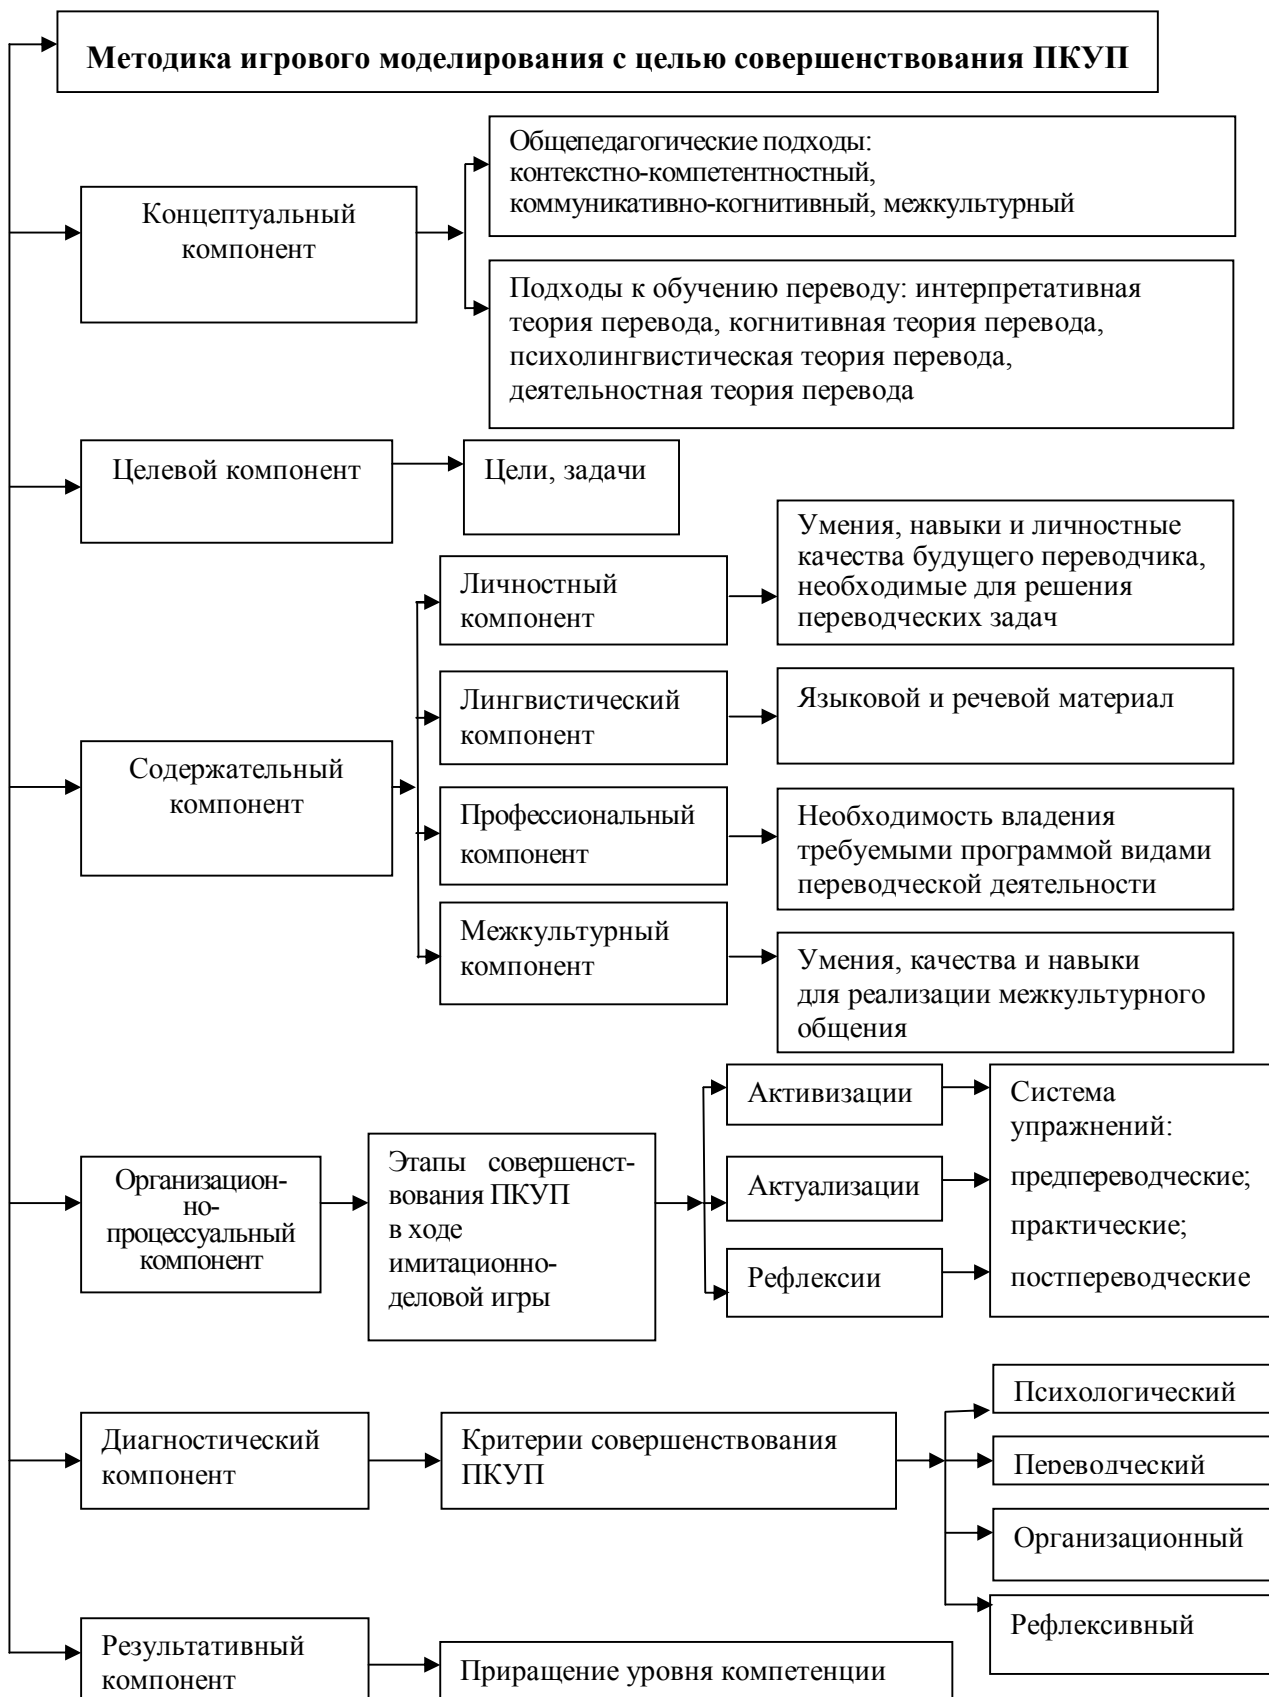 Методика игрового моделирования с целью совершенствования ПКУП
Концептуальный
компонент
Общепедагогические подходы:
контекстно-компетентностный,
коммуникативно-когнитивный, межкультурный
Подходы к обучению переводу: интерпретативная
теория перевода, когнитивная теория перевода,
психолингвистическая теория перевода,
деятельностная теория перевода
Целевой компонент
Цели, задачи
Содержательный
компонент
Личностный
компонент
Умения, навыки и личностные
качества будущего переводчика,
необходимые для решения
переводческих задач
Лингвистический
компонент
Языковой и речевой материал
Профессиональный
компонент
Необходимость владения
требуемыми программой видами
переводческой деятельности
Межкультурный
компонент
Умения, качества и навыки
для реализации межкультурного
общения
Организацион-
но-
процессуальный
компонент
Этапы совершенст-
вования ПКУП
в ходе
имитационно-
деловой игры
Активизации
Актуализации
Рефлексии
Система
упражнений:
предпереводческие;
практические;
постпереводческие
Диагностический
компонент
Критерии совершенствования
ПКУП
Психологический
Переводческий
Организационный
Рефлексивный
Результативный
компонент
Приращение уровня компетенции